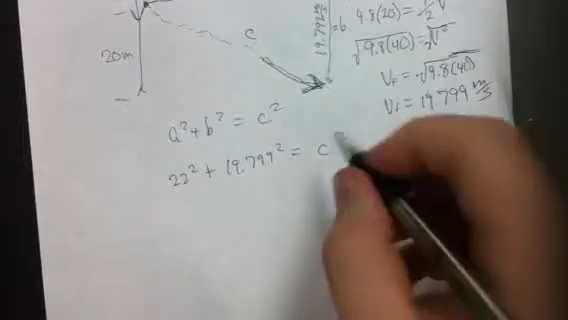 9.8(20) = 1/2 V
20m
c
19.799 m/s
= b
√9.8(40) = √V²
Vf = √9.8(40)
Vf = 19.799 m/s
a² + b² = c²
22² + 19.799² = c